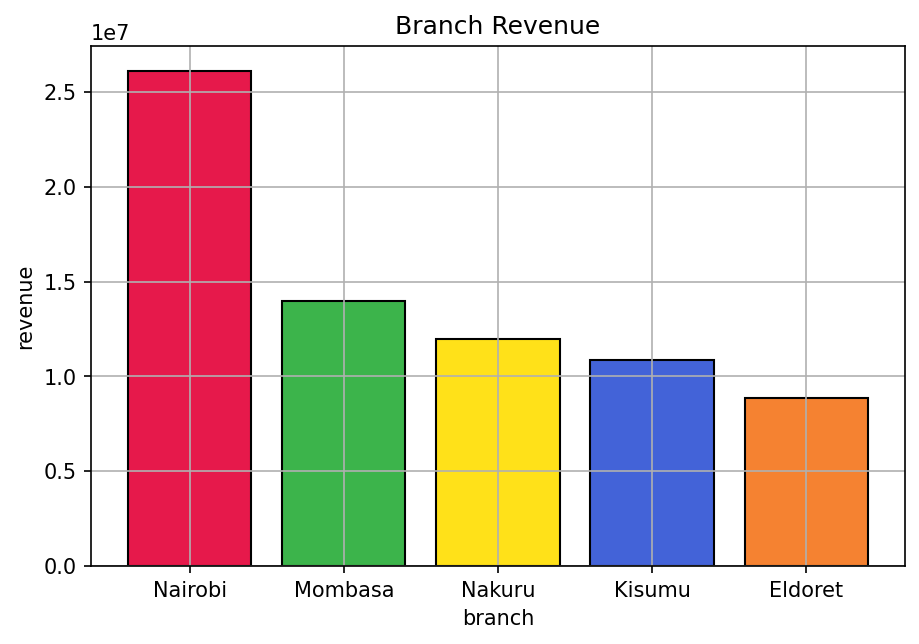 Branch Revenue
1e7
2.5
2.0
1.5
1.0
0.5
0.0
revenue
Nairobi Mombasa Nakuru Kisumu Eldoret
branch